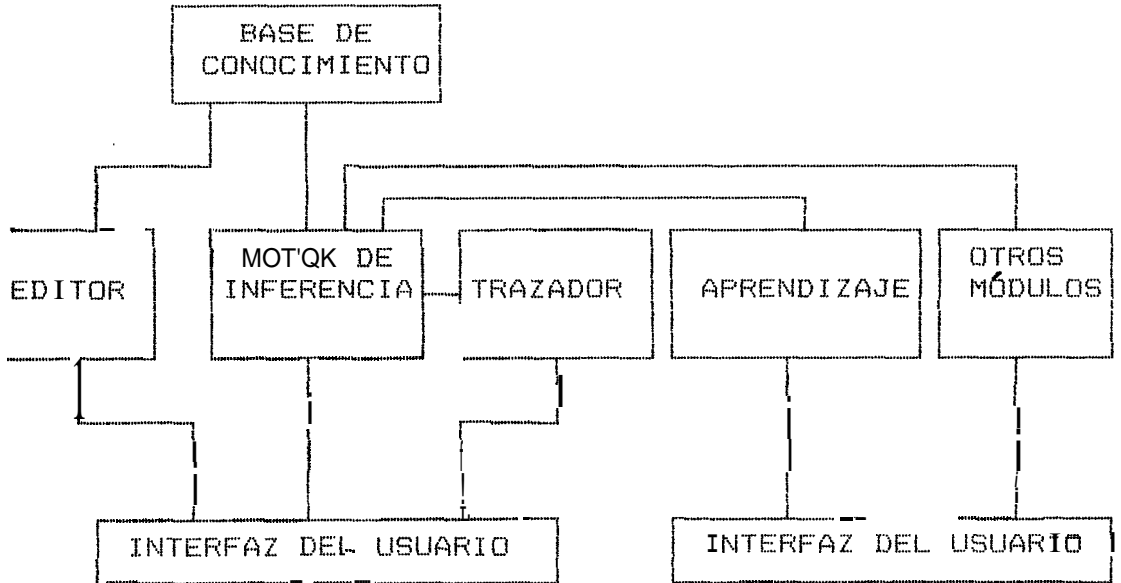 BASE DE
CONOCIMIENTO
EDITOR
MOT'QK DE
INFERENCIA
TRAZADOR
APRENDIZAJE
OTROS
MÓDULOS
INTERFAZ DEL USUARIO
INTERFAZ DEL USUARIO